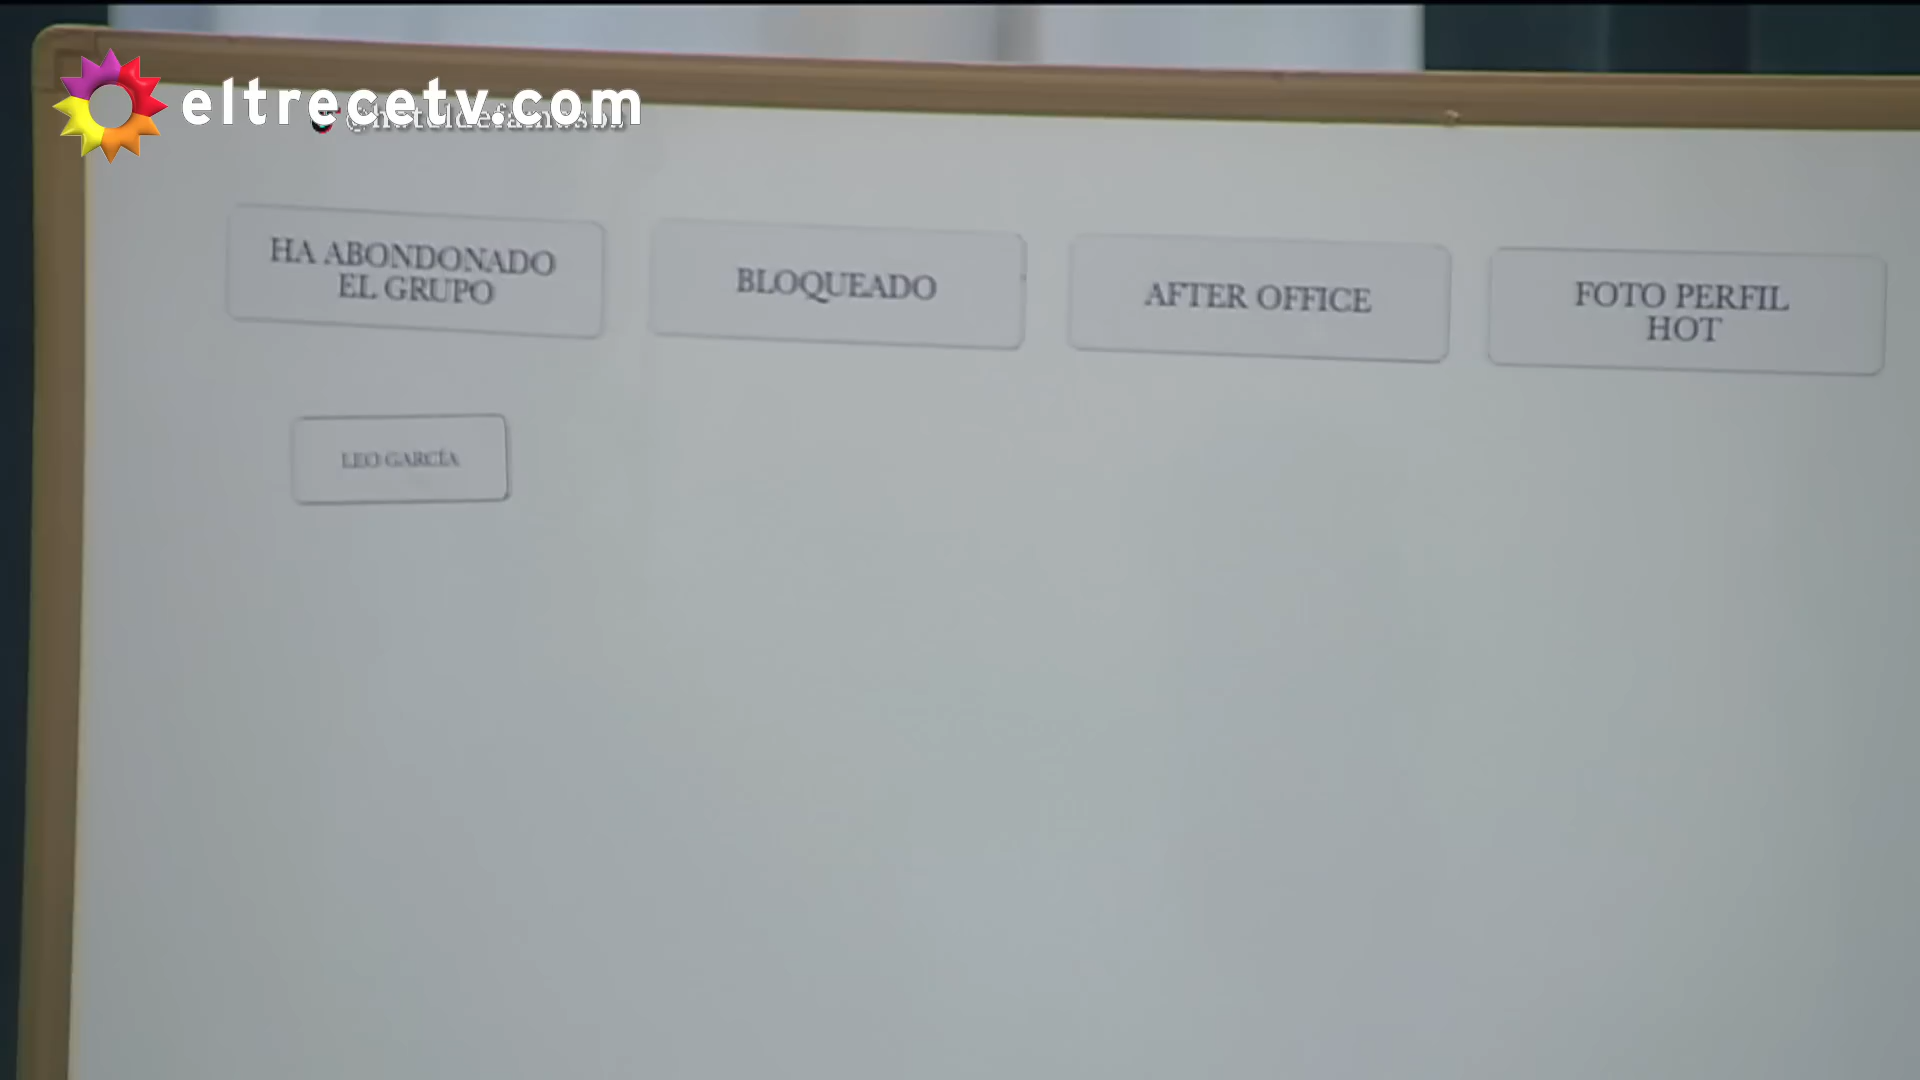 eltrecetv.com
HA ABONDONADO
EL GRUPO
BLOQUEADO
AFTER OFFICE
FOTO PERFIL
HOT
LEO GARCÍA